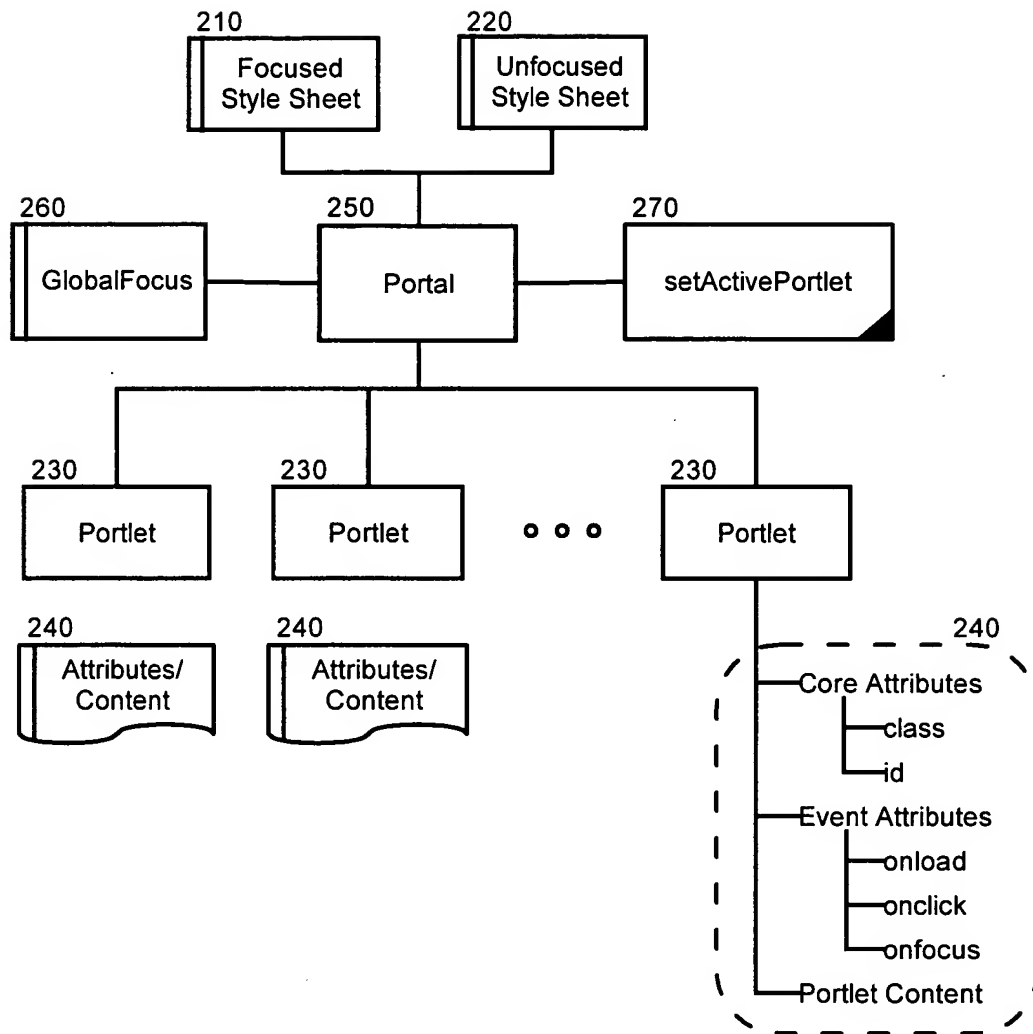 210
Focused
Style Sheet
220
Unfocused
Style Sheet
260
GlobalFocus
250
Portal
270
setActivePortlet
230
Portlet
230
Portlet
230
Portlet
240
Attributes/
Content
240
Attributes/
Content
240
Core Attributes
class
id
Event Attributes
onload
onclick
onfocus
Portlet Content